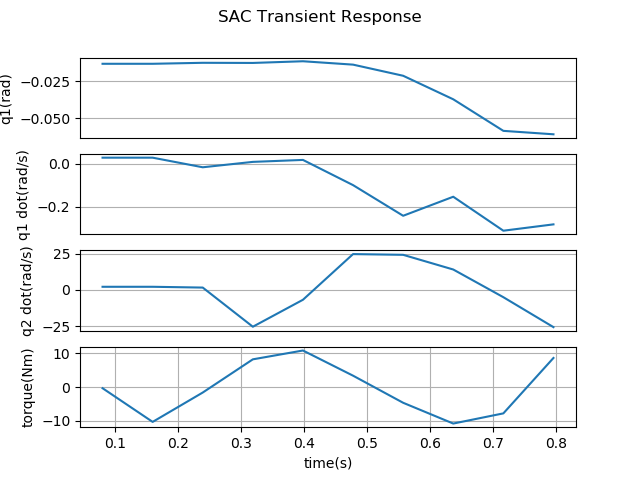 SAC Transient Response
q1(rad)
−0.025
−0.050
q1 dot(rad/s)
0.0
−0.2
q2 dot(rad/s)
25
0
−25
torque(Nm)
10
0
−10
0.1 0.2 0.3 0.4 0.5 0.6 0.7 0.8
time(s)